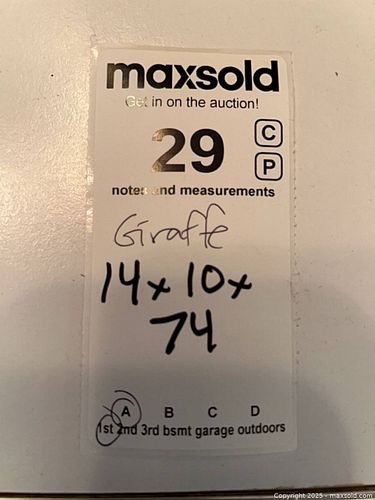 maxsold
Get in on the auction!
29
C
P
notes and measurements
Giraffe
14 x 10 x
74
A B C D
1st 2nd 3rd bsmt garage outdoors
Copyright 2025 - maxsold.com